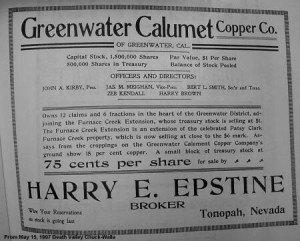 Greenwater Calumet Copper Co.
OF GREENWATER, CAL.
Capital Stock, 1,500,000 Shares
Par Value, $1 Per Share
500,000 Shares in Treasury
Balance of Stock Pooled
OFFICERS AND DIRECTORS:
JOHN A. KIRBY, Pres. JAS. M. MEIGHAN, Vice-Pres. BERT L. SMITH, Sec'y and Treas.
ZEB KENDALL HARRY BROWN
Owns 12 claims and 6 fractions in the heart of the Greenwater District, ad-
joining the Furnace Creek Extension, whose treasury stock is selling at $1.
The Furnace Creek Extension is an extension of the celebrated Patsy Clark
Furnace Creek property, which is now selling at close to the $5 mark. As-
says from the croppings on the Greenwater Calumet Copper Company's
ground show 18 per cent copper. A small block of treasury stock at
75 cents per share for sale by
HARRY E. EPSTINE
BROKER
Wire Your Reservations
as stock is going fast
Tonopah, Nevada
From May 15, 1907 Death Valley Chuck-Walla